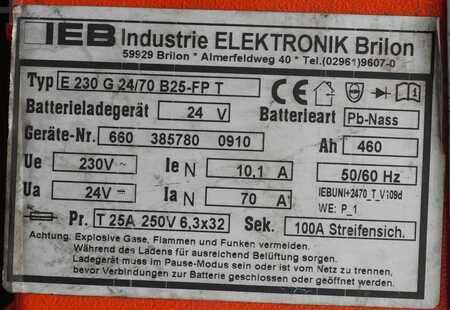 IEB Industrie ELEKTRONIK Brilon
59929 Brilon * Almerfeldweg 40 * Tel.(02961)9607-0
Typ E 230 G 24/70 B25-FP T
Batterieladegerät 24 V Batterieart Pb-Nass
Geräte-Nr. 660 385780 0910 Ah 460
Ue 230V ~ Ie N 10,1 A 50/60 Hz
Ua 24V Ia N 70 A IEBUNI+2470_T_V109d
WE: P_1
Pr. T 25A 250V 6,3x32 Sek. 100A Streifensich.
Achtung: Explosive Gase, Flammen und Funken vermeiden.
Während des Ladens für ausreichend Belüftung sorgen.
Ladegerät muss im Pause-Modus sein oder ist vom Netz zu trennen,
bevor Verbindungen zur Batterie geschlossen oder geöffnet werden.